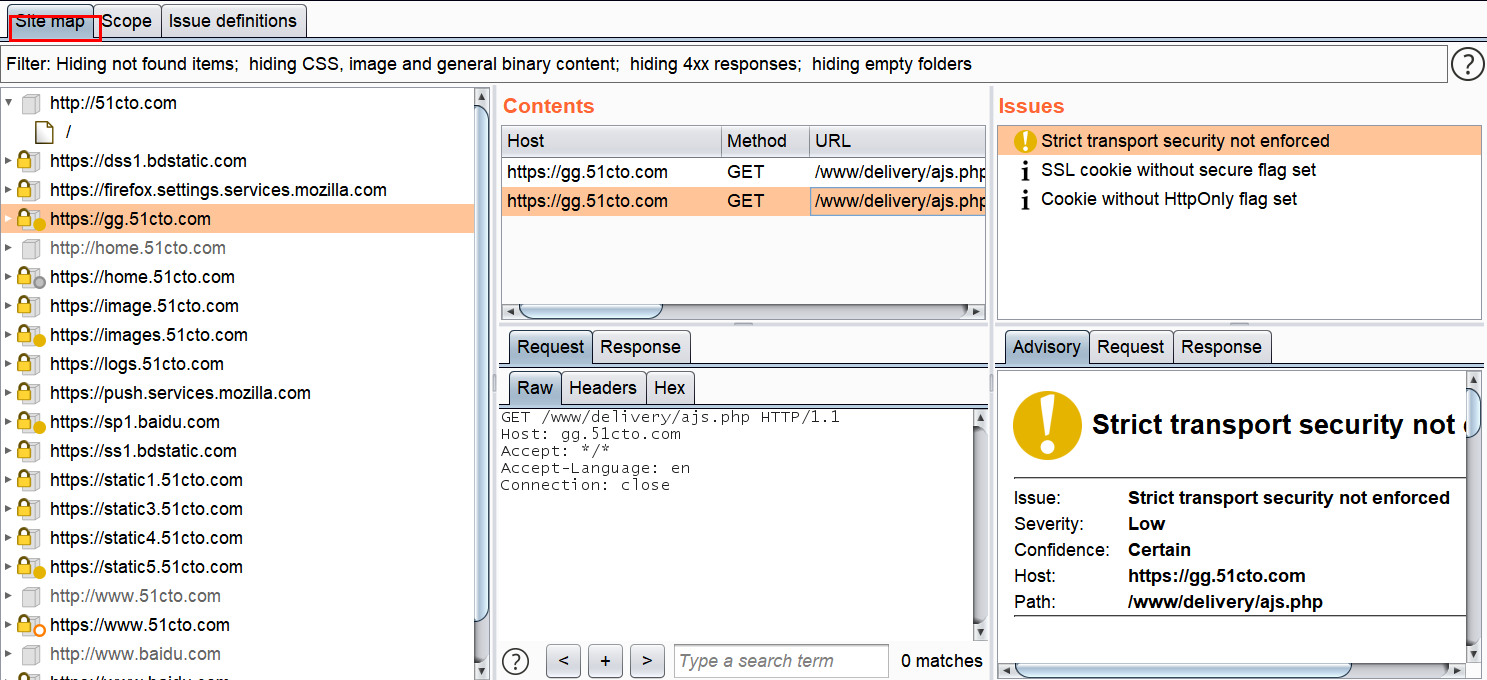 Site map Scope Issue definitions
Filter: Hiding not found items; hiding CSS, image and general binary content; hiding 4xx responses; hiding empty folders ?
http://51cto.com
/
https://dss1.bdstatic.com
https://firefox.settings.services.mozilla.com
https://gg.51cto.com
http://home.51cto.com
https://home.51cto.com
https://image.51cto.com
https://images.51cto.com
https://logs.51cto.com
https://push.services.mozilla.com
https://sp1.baidu.com
https://ss1.bdstatic.com
https://static1.51cto.com
https://static3.51cto.com
https://static4.51cto.com
https://static5.51cto.com
http://www.51cto.com
https://www.51cto.com
http://www.baidu.com
Contents
Host Method URL
https://gg.51cto.com GET /www/delivery/ajs.php
https://gg.51cto.com GET /www/delivery/ajs.php
Request Response
Raw Headers Hex
GET /www/delivery/ajs.php HTTP/1.1
Host: gg.51cto.com
Accept: */*
Accept-Language: en
Connection: close
? < + > Type a search term 0 matches
Issues
Strict transport security not enforced
SSL cookie without secure flag set
Cookie without HttpOnly flag set
Advisory Request Response
Strict transport security not
Issue: Strict transport security not enforced
Severity: Low
Confidence: Certain
Host: https://gg.51cto.com
Path: /www/delivery/ajs.php